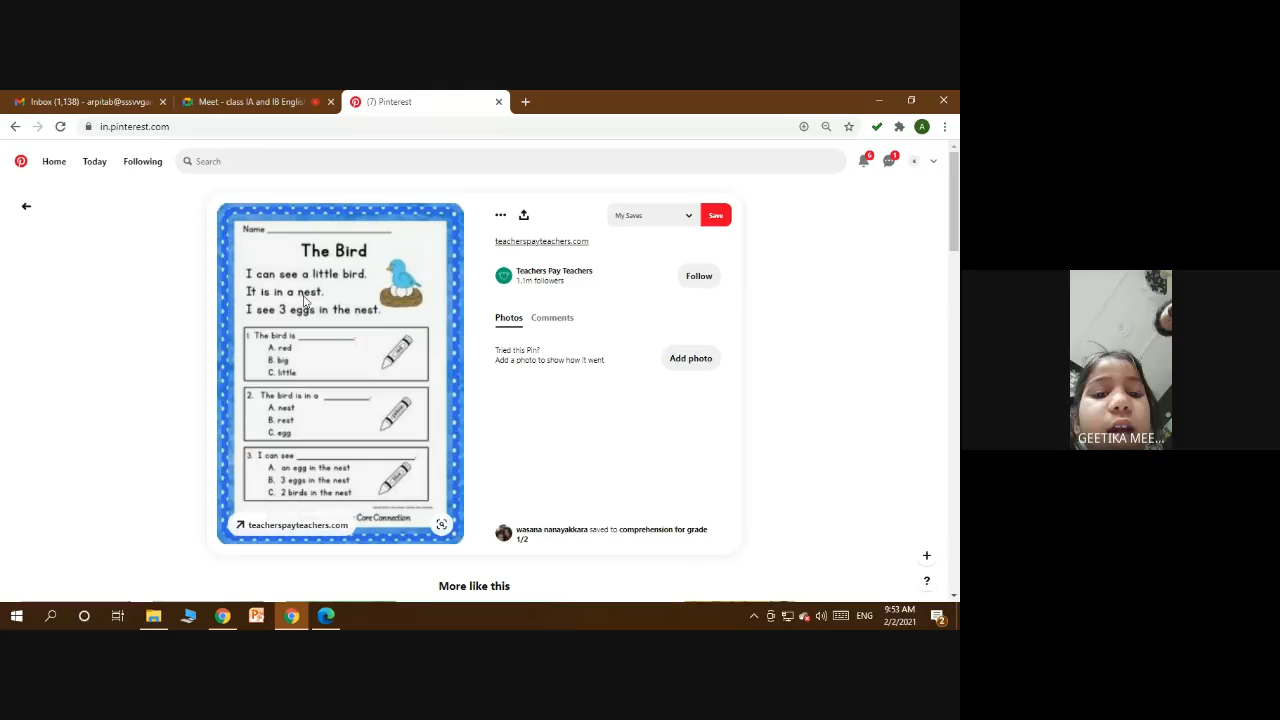 Inbox (1,138) - arpitab@sssvvga
Meet - class IA and IB Englis
(7) Pinterest
in.pinterest.com
Home
Today
Following
Search
6
1
Name
The Bird
I can see a little bird.
It is in a nest.
I see 3 eggs in the nest.
1. The bird is
A. red
B. big
C. little
2. The bird is in a
A. nest
B. rest
C. egg
3. I can see
A. an egg in the nest
B. 3 eggs in the nest
C. 2 birds in the nest
Core Connection
teacherspayteachers.com
My Saves
Save
teacherspayteachers.com
Teachers Pay Teachers
1.1m followers
Follow
Photos
Comments
Tried this Pin?
Add a photo to show how it went
Add photo
wasana nanayakkara saved to comprehension for grade
1/2
More like this
GEETIKA MEE...
ENG
9:53 AM
2/2/2021
2